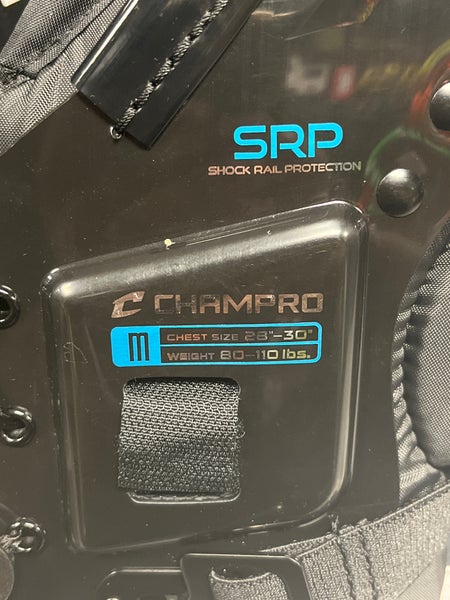 SRP
SHOCK RAIL PROTECTION
CHAMPRO
M
CHEST SIZE 28"-30"
WEIGHT 80-110 lbs.